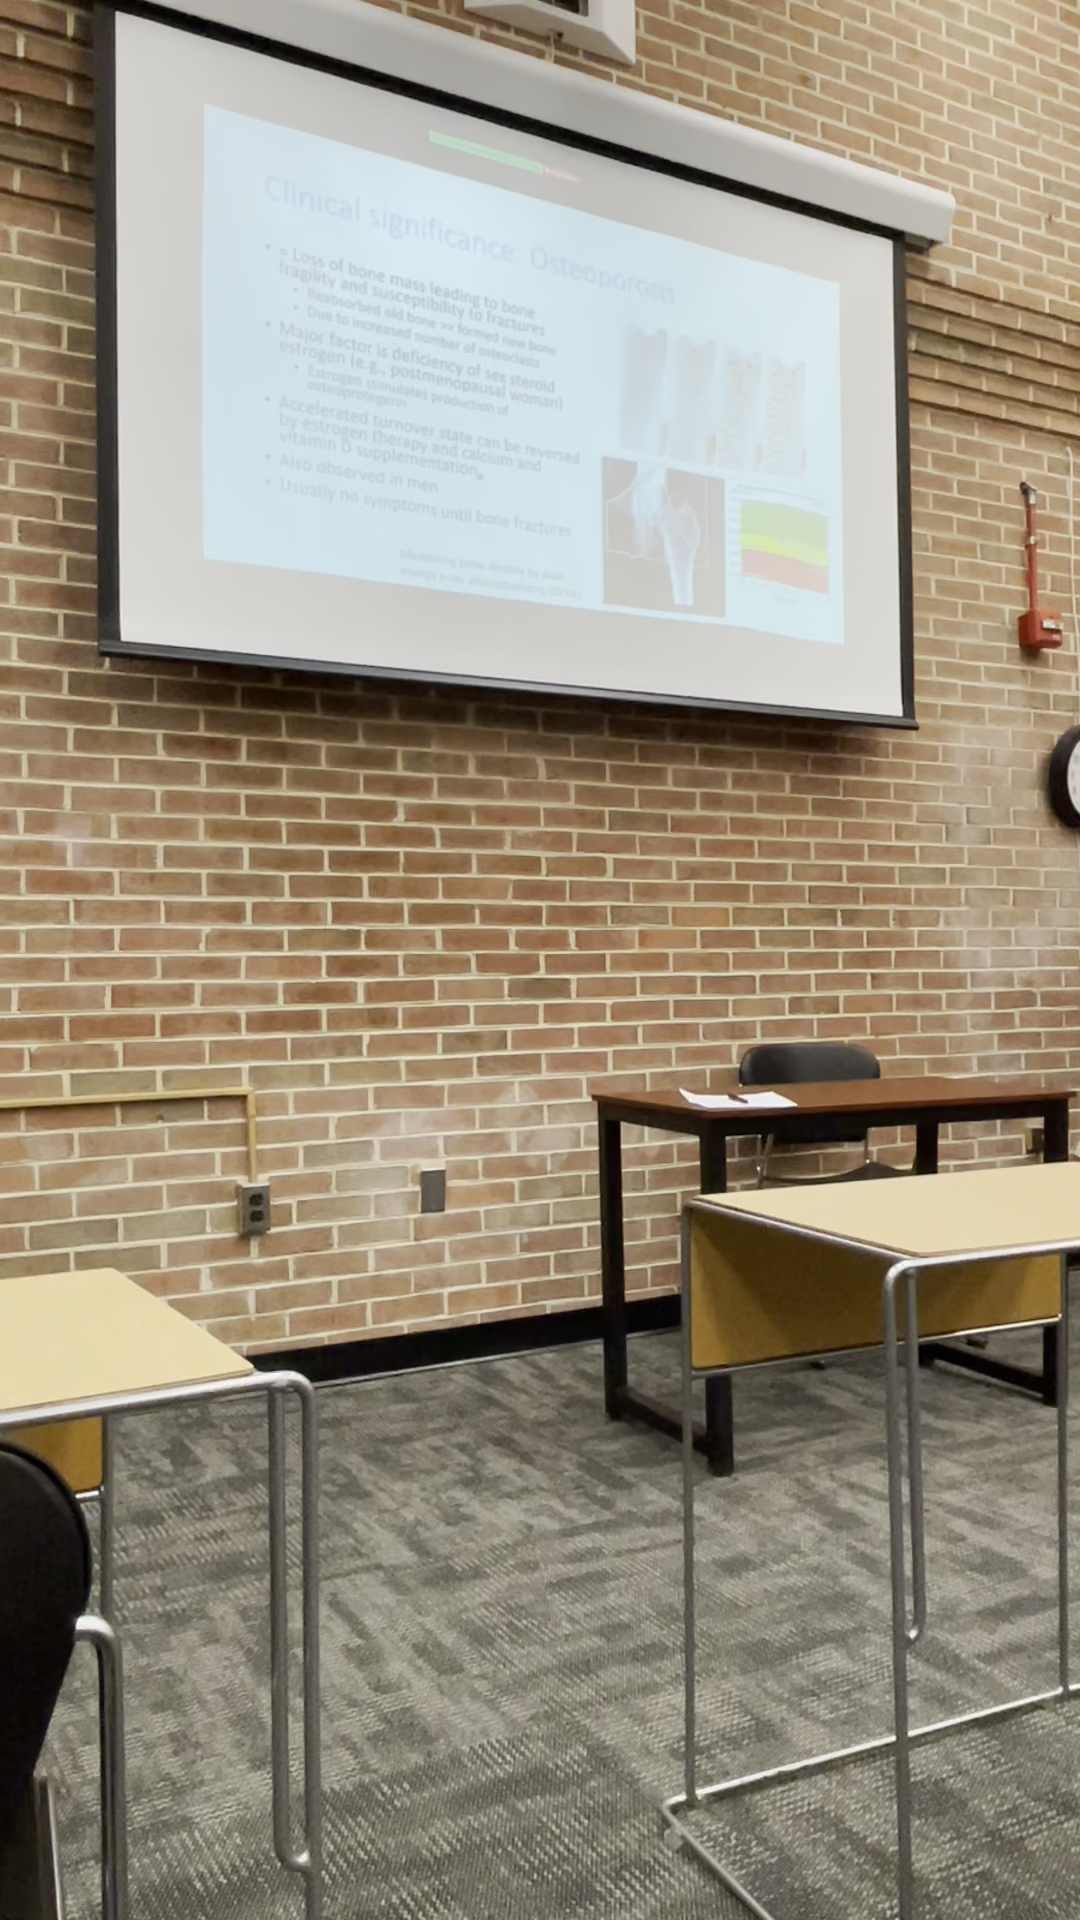 Clinical significance: Osteoporosis
• = Loss of bone mass leading to bone
fragility and susceptibility to fractures
• Reabsorbed old bone >> formed new bone
• Due to increased number of osteoclasts
• Major factor is deficiency of sex steroid
estrogen (e.g., postmenopausal woman)
• Estrogen stimulates production of
osteoprotegerin
• Accelerated turnover state can be reversed
by estrogen therapy and calcium and
vitamin D supplementation.
• Also observed in men
• Usually no symptoms until bone fractures
Measuring bone density by dual
energy x-ray absorptiometry (DEXA)